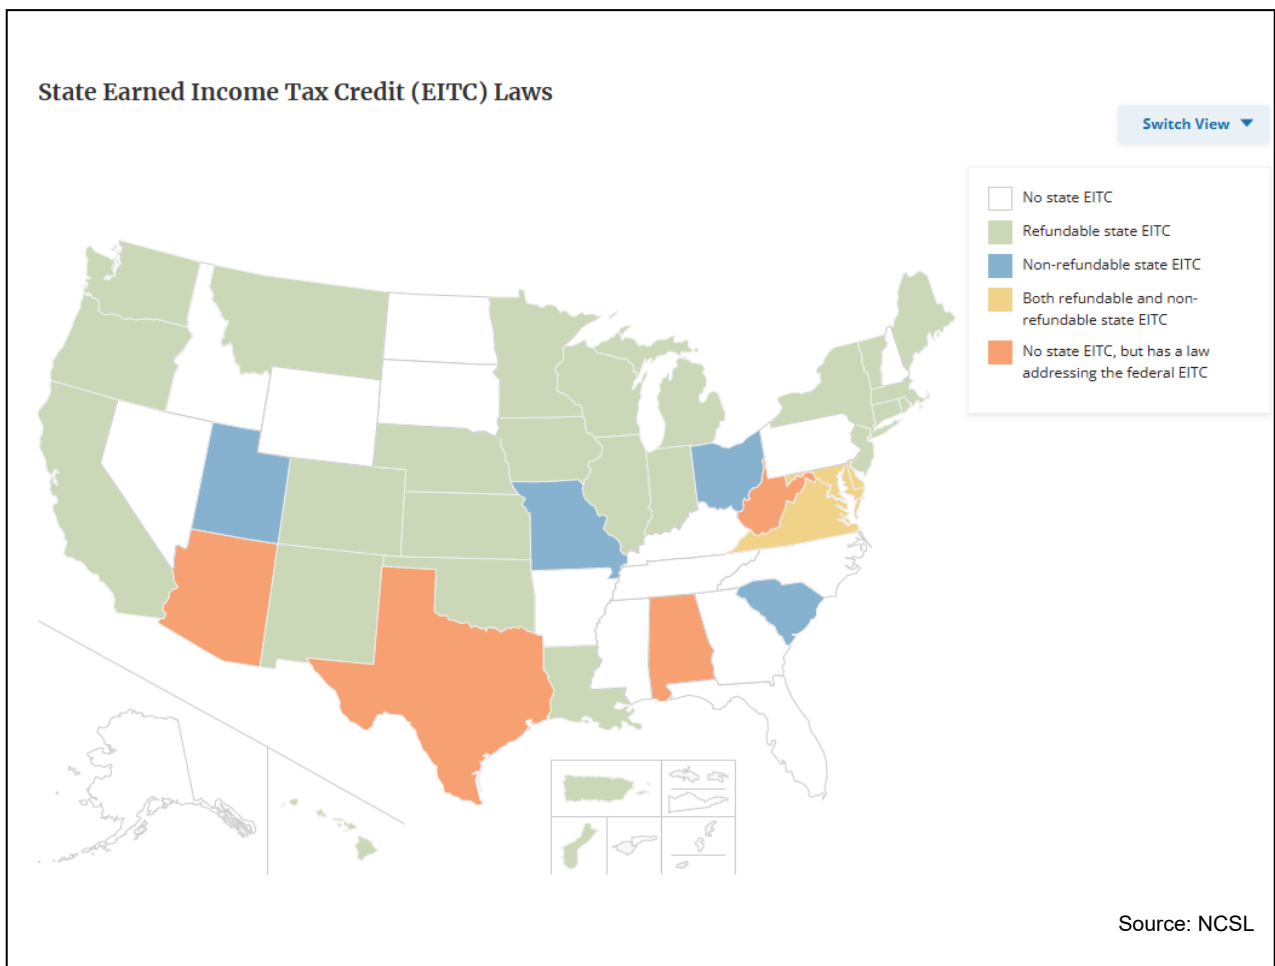 State Earned Income Tax Credit (EITC) Laws
Switch View
No state EITC
Refundable state EITC
Non-refundable state EITC
Both refundable and non-
refundable state EITC
No state EITC, but has a law
addressing the federal EITC
Source: NCSL